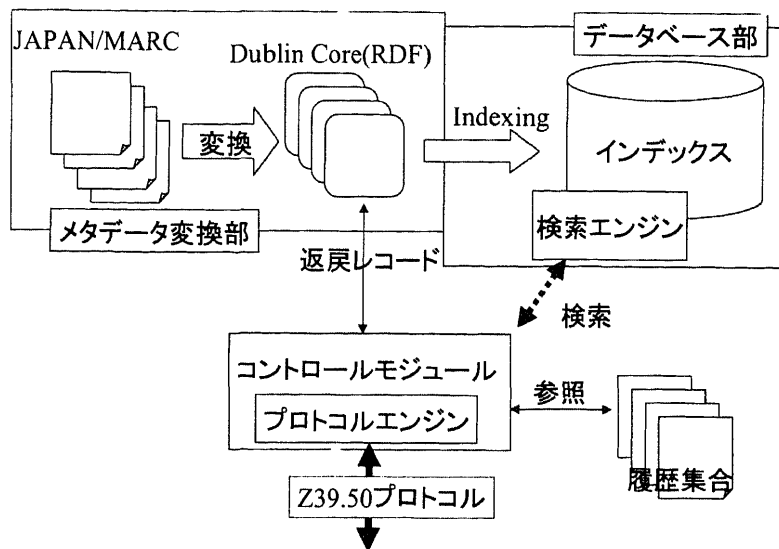 JAPAN/MARC
Dublin Core(RDF)
変換
メタデータ変換部
データベース部
Indexing
インデックス
検索エンジン
返戻レコード
検索
コントロールモジュール
プロトコルエンジン
参照
履歴集合
Z39.50プロトコル